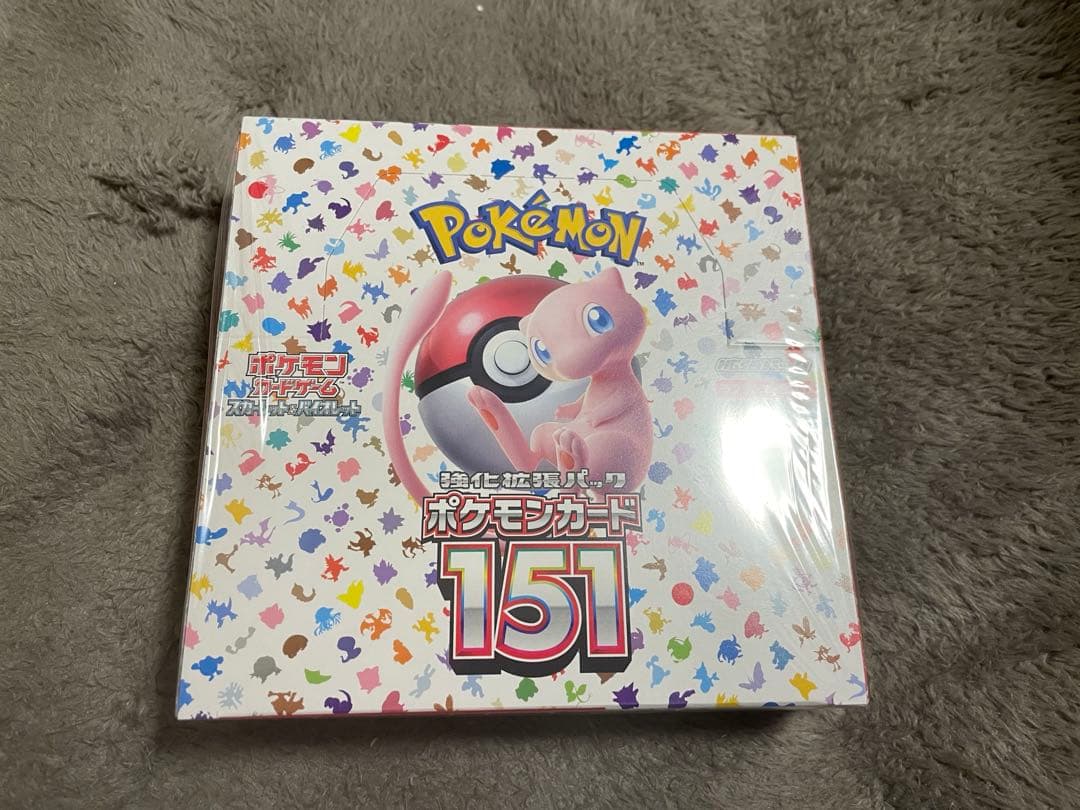 Pokémon
TM
ポケモン
カードゲーム
スカーレット&バイオレット
強化拡張パック
ポケモンカード
151